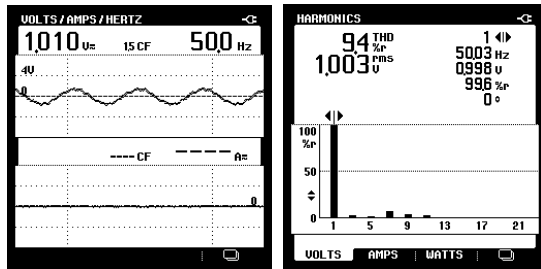 VOLTS/AMPS/HERTZ
1,010 V≂ 1.5 CF 50,0 Hz
4V
0
---- CF ---- A≂
0
HARMONICS
9,4 THD %r 1
1,003 rms V 50,03 Hz
0,998 V
99,6 %r
0 °
100
%r
50
0
1 5 9 13 17 21
VOLTS AMPS WATTS